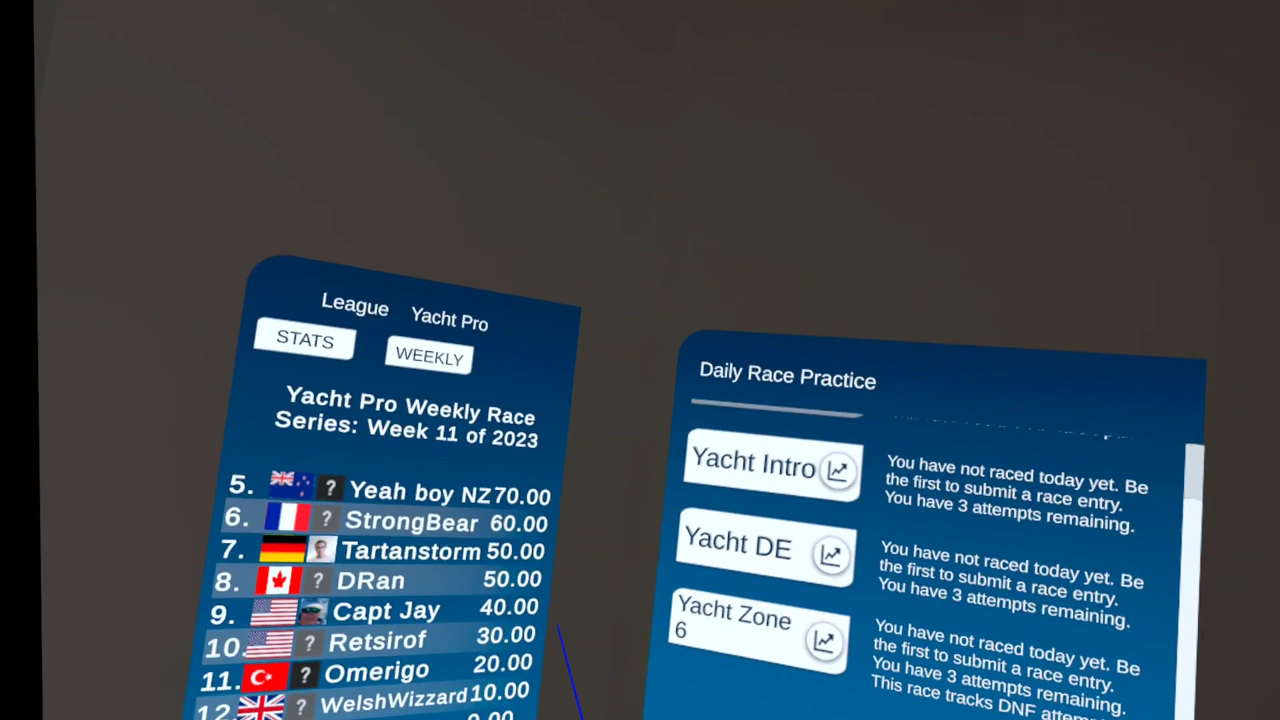 League Yacht Pro
STATS WEEKLY
Yacht Pro Weekly Race
Series: Week 11 of 2023
5. ? Yeah boy NZ 70.00
6. ? StrongBear 60.00
7. Tartanstorm 50.00
8. ? DRan 50.00
9. Capt Jay 40.00
10. ? Retsirof 30.00
11. ? Omerigo 20.00
12. ? WelshWizzard 10.00
Daily Race Practice
Yacht Intro
You have not raced today yet. Be
the first to submit a race entry.
You have 3 attempts remaining.
Yacht DE
You have not raced today yet. Be
the first to submit a race entry.
You have 3 attempts remaining.
Yacht Zone
6
You have not raced today yet. Be
the first to submit a race entry.
You have 3 attempts remaining.
This race tracks DNF